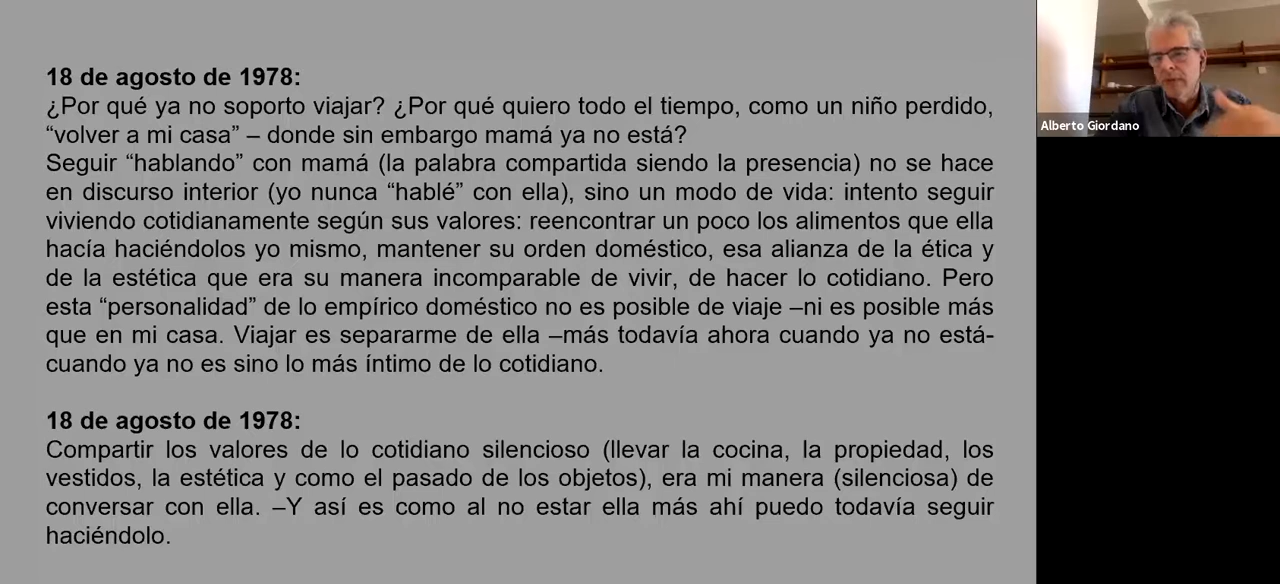 18 de agosto de 1978:
¿Por qué ya no soporto viajar? ¿Por qué quiero todo el tiempo, como un niño perdido,
“volver a mi casa” – donde sin embargo mamá ya no está?
Seguir “hablando” con mamá (la palabra compartida siendo la presencia) no se hace
en discurso interior (yo nunca “hablé” con ella), sino un modo de vida: intento seguir
viviendo cotidianamente según sus valores: reencontrar un poco los alimentos que ella
hacía haciéndolos yo mismo, mantener su orden doméstico, esa alianza de la ética y
de la estética que era su manera incomparable de vivir, de hacer lo cotidiano. Pero
esta “personalidad” de lo empírico doméstico no es posible de viaje –ni es posible más
que en mi casa. Viajar es separarme de ella –más todavía ahora cuando ya no está-
cuando ya no es sino lo más íntimo de lo cotidiano.
18 de agosto de 1978:
Compartir los valores de lo cotidiano silencioso (llevar la cocina, la propiedad, los
vestidos, la estética y como el pasado de los objetos), era mi manera (silenciosa) de
conversar con ella. –Y así es como al no estar ella más ahí puedo todavía seguir
haciéndolo.
Alberto Giordano